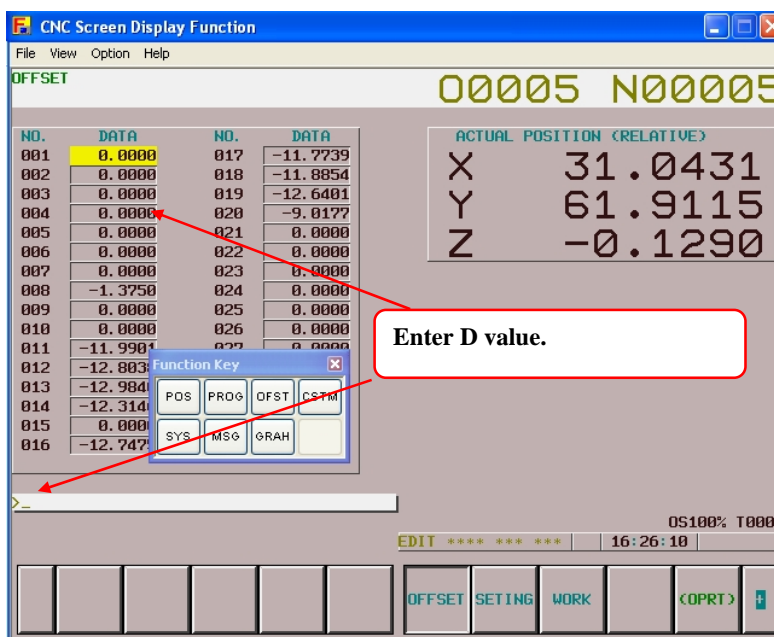 CNC Screen Display Function
File View Option Help
OFFSET
O0005 N00005
NO. DATA NO. DATA
001 0.0000 017 -11.7739
002 0.0000 018 -11.8854
003 0.0000 019 -12.6401
004 0.0000 020 -9.0177
005 0.0000 021 0.0000
006 0.0000 022 0.0000
007 0.0000 023 0.0000
008 -1.3750 024 0.0000
009 0.0000 025 0.0000
010 0.0000 026 0.0000
011 -11.9901 027 0.0000
012
013
014
015
016
ACTUAL POSITION (RELATIVE)
X 31.0431
Y 61.9115
Z -0.1290
Enter D value.
Function Key
POS PROG OFST CSTM
SYS MSG GRAH
>_
OS100% T000
EDIT **** *** *** 16:26:10
OFFSET SETING WORK (OPRT) +